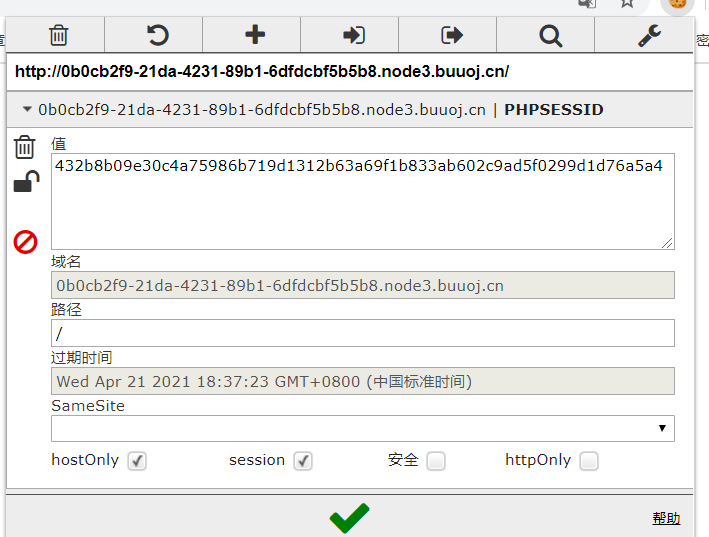 密
http://0b0cb2f9-21da-4231-89b1-6dfdcbf5b5b8.node3.buuoj.cn/
0b0cb2f9-21da-4231-89b1-6dfdcbf5b5b8.node3.buuoj.cn | PHPSESSID
值
432b8b09e30c4a75986b719d1312b63a69f1b833ab602c9ad5f0299d1d76a5a4
域名
0b0cb2f9-21da-4231-89b1-6dfdcbf5b5b8.node3.buuoj.cn
路径
/
过期时间
Wed Apr 21 2021 18:37:23 GMT+0800 (中国标准时间)
SameSite
hostOnly session 安全 httpOnly
帮助